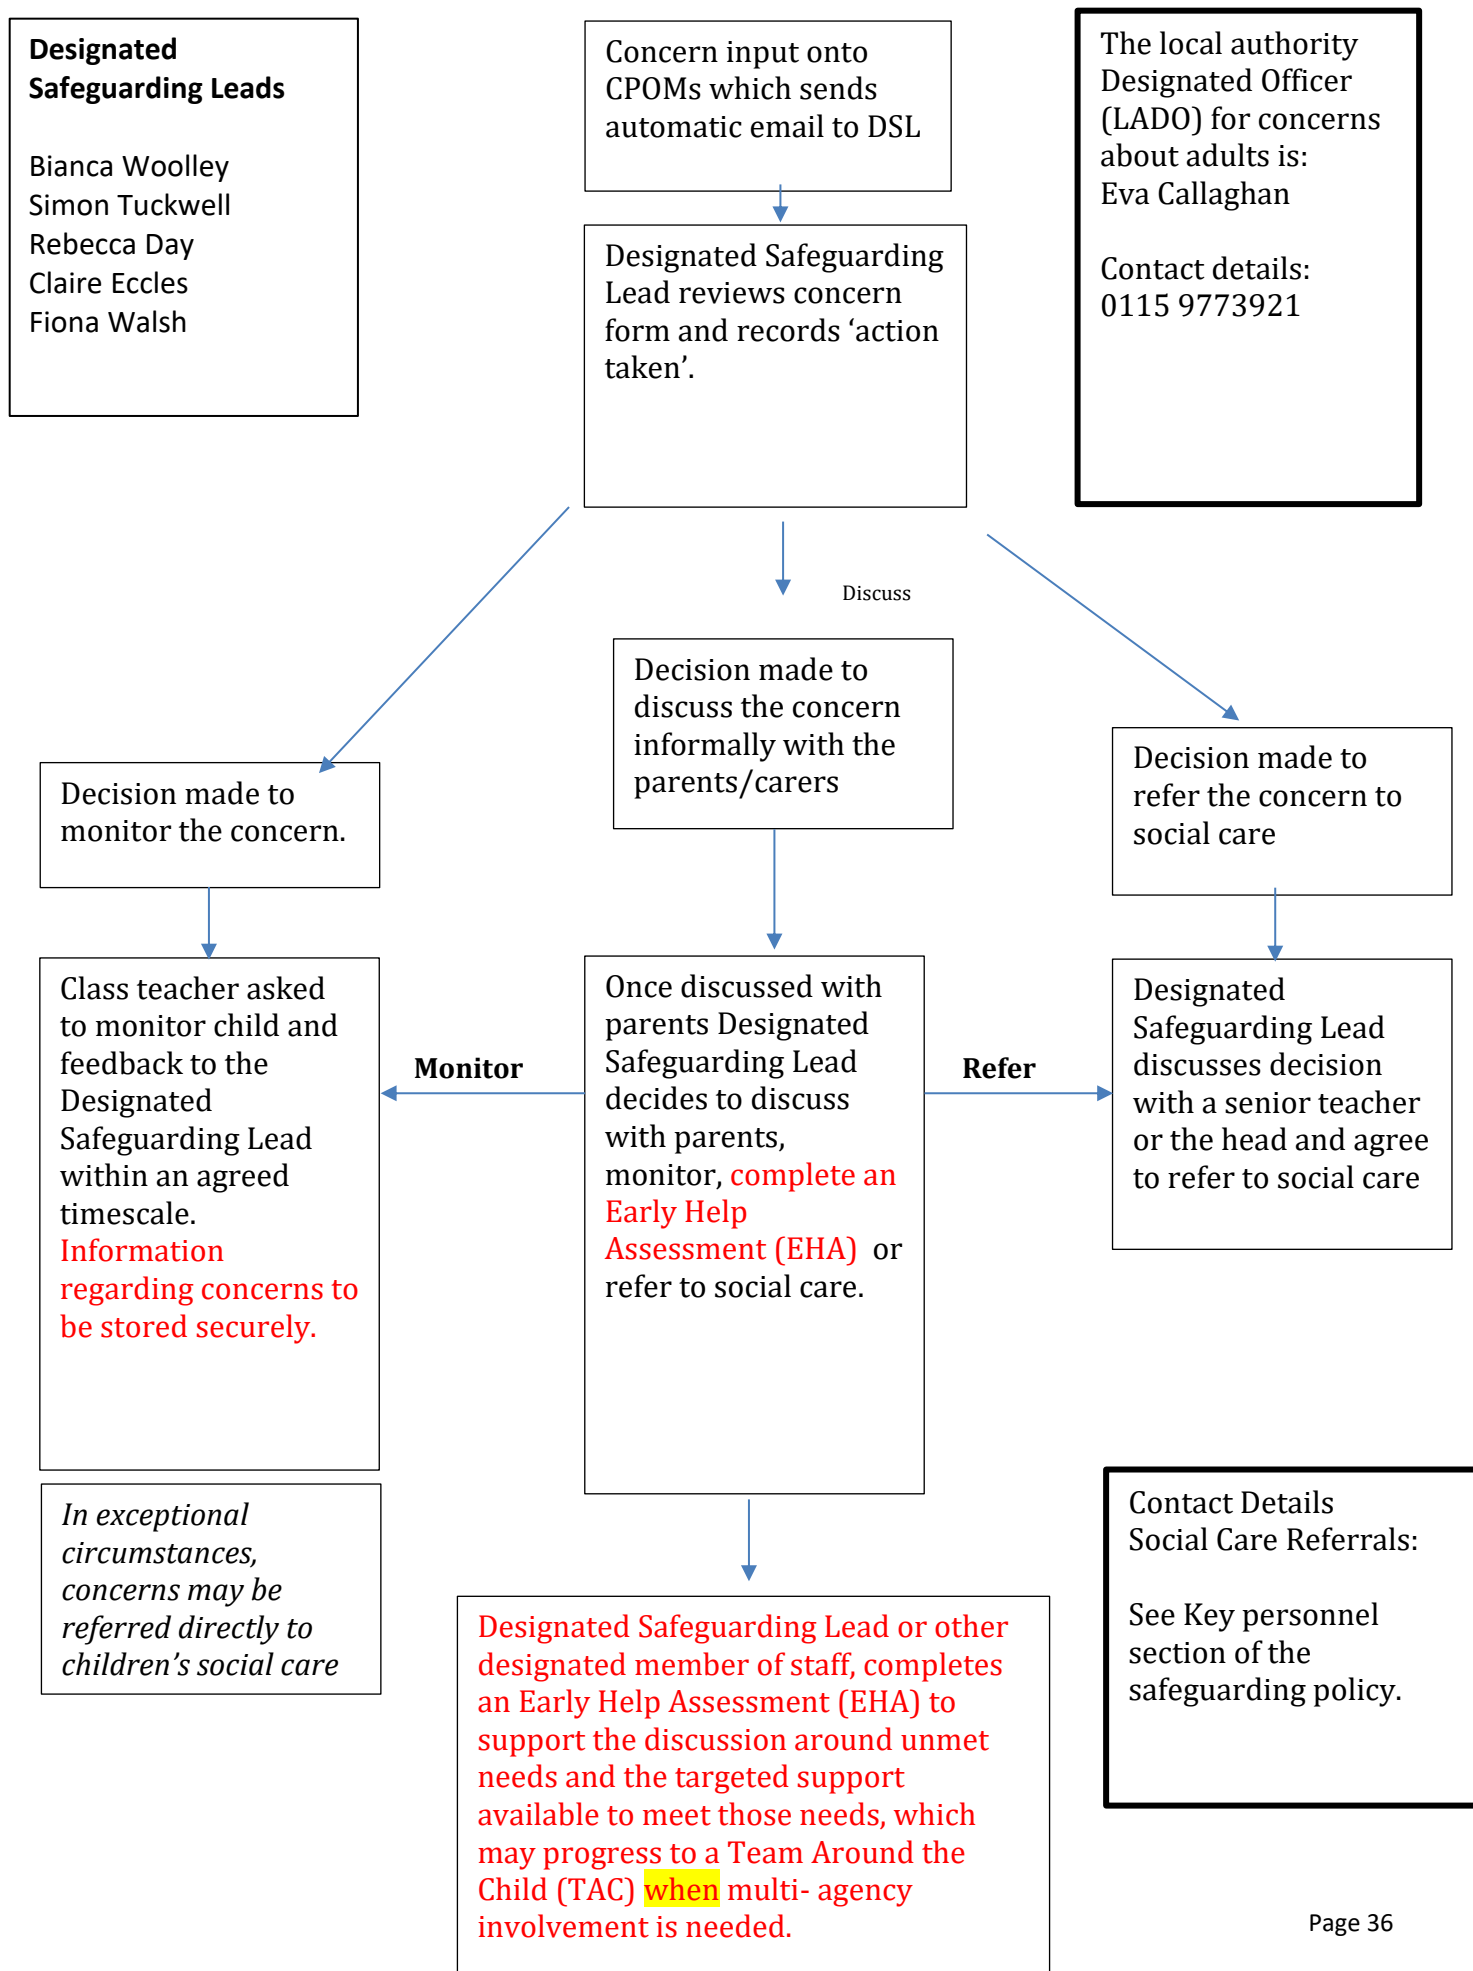 Designated
Safeguarding Leads
Bianca Woolley
Simon Tuckwell
Rebecca Day
Claire Eccles
Fiona Walsh
Concern input onto
CPOMs which sends
automatic email to DSL
The local authority
Designated Officer
(LADO) for concerns
about adults is:
Eva Callaghan
Contact details:
0115 9773921
Designated Safeguarding
Lead reviews concern
form and records ‘action
taken’.
Discuss
Decision made to
monitor the concern.
Decision made to
discuss the concern
informally with the
parents/carers
Decision made to
refer the concern to
social care
Class teacher asked
to monitor child and
feedback to the
Designated
Safeguarding Lead
within an agreed
timescale.
Information
regarding concerns to
be stored securely.
Monitor
Once discussed with
parents Designated
Safeguarding Lead
decides to discuss
with parents,
monitor, complete an
Early Help
Assessment (EHA)  or
refer to social care.
Refer
Designated
Safeguarding Lead
discusses decision
with a senior teacher
or the head and agree
to refer to social care
In exceptional
circumstances,
concerns may be
referred directly to
children’s social care
Designated Safeguarding Lead or other
designated member of staff, completes
an Early Help Assessment (EHA) to
support the discussion around unmet
needs and the targeted support
available to meet those needs, which
may progress to a Team Around the
Child (TAC) when multi- agency
involvement is needed.
Contact Details
Social Care Referrals:
See Key personnel
section of the
safeguarding policy.
Page 36